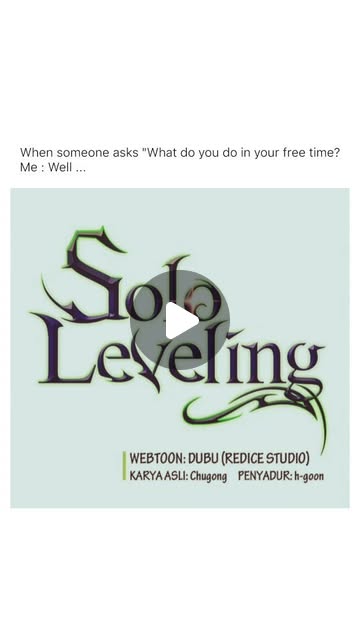 When someone asks "What do you do in your free time?
Me : Well ...
Solo
Leveling
WEBTOON: DUBU (REDICE STUDIO)
KARYA ASLI: Chugong PENYADUR: h-goon